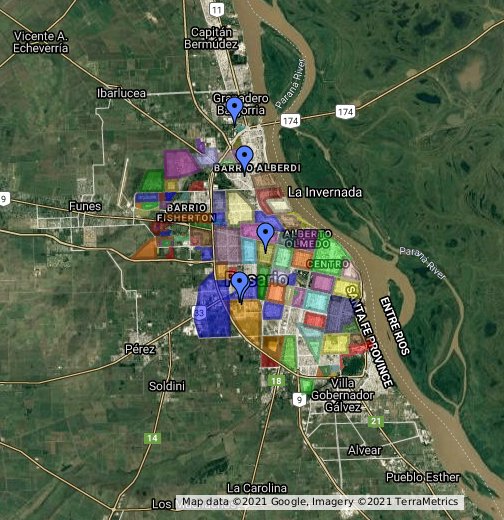 11
Vicente A.
Echeverría
Capitán
Bermúdez
Ibarlucea
Granadero
Baigorria
Paraná River
174
174
BARRIO ALBERDI
La Invernada
9
Funes
BARRIO
FISHERTON
ALBERTO
OLMEDO
CENTRO
Paraná River
Rosario
33
SANTA FE PROVINCE
ENTRE RIOS
Pérez
Soldini
18
9
Villa
Gobernador
Gálvez
14
21
Alvear
Pueblo Esther
La Carolina
Los
Map data ©2021 Google, Imagery ©2021 TerraMetrics